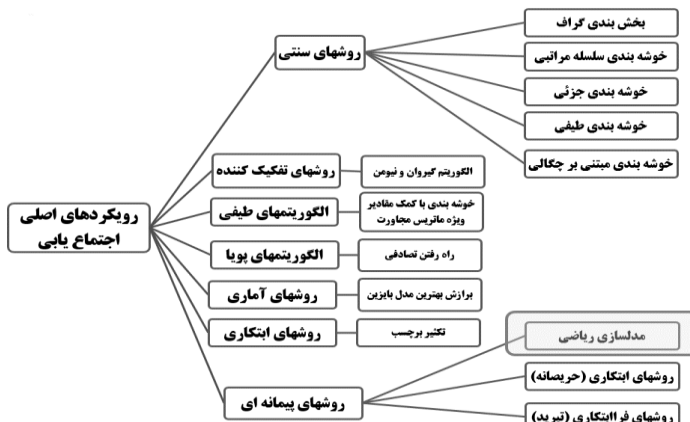 رویکردهای اصلی
اجتماع یابی
روشهای سنتی
بخش بندی گراف
خوشه بندی سلسله مراتبی
خوشه بندی جزئی
خوشه بندی طیفی
خوشه بندی مبتنی بر چگالی
روشهای تفکیک کننده
الگوریتم گیروان و نیومن
الگوریتمهای طیفی
خوشه بندی با کمک مقادیر
ویژه ماتریس مجاورت
الگوریتمهای پویا
راه رفتن تصادفی
روشهای آماری
برازش بهترین مدل بایزین
روشهای ابتکاری
تکثیر برچسب
روشهای پیمانه ای
مدلسازی ریاضی
روشهای ابتکاری (حریصانه)
روشهای فراابتکاری (تبرید)